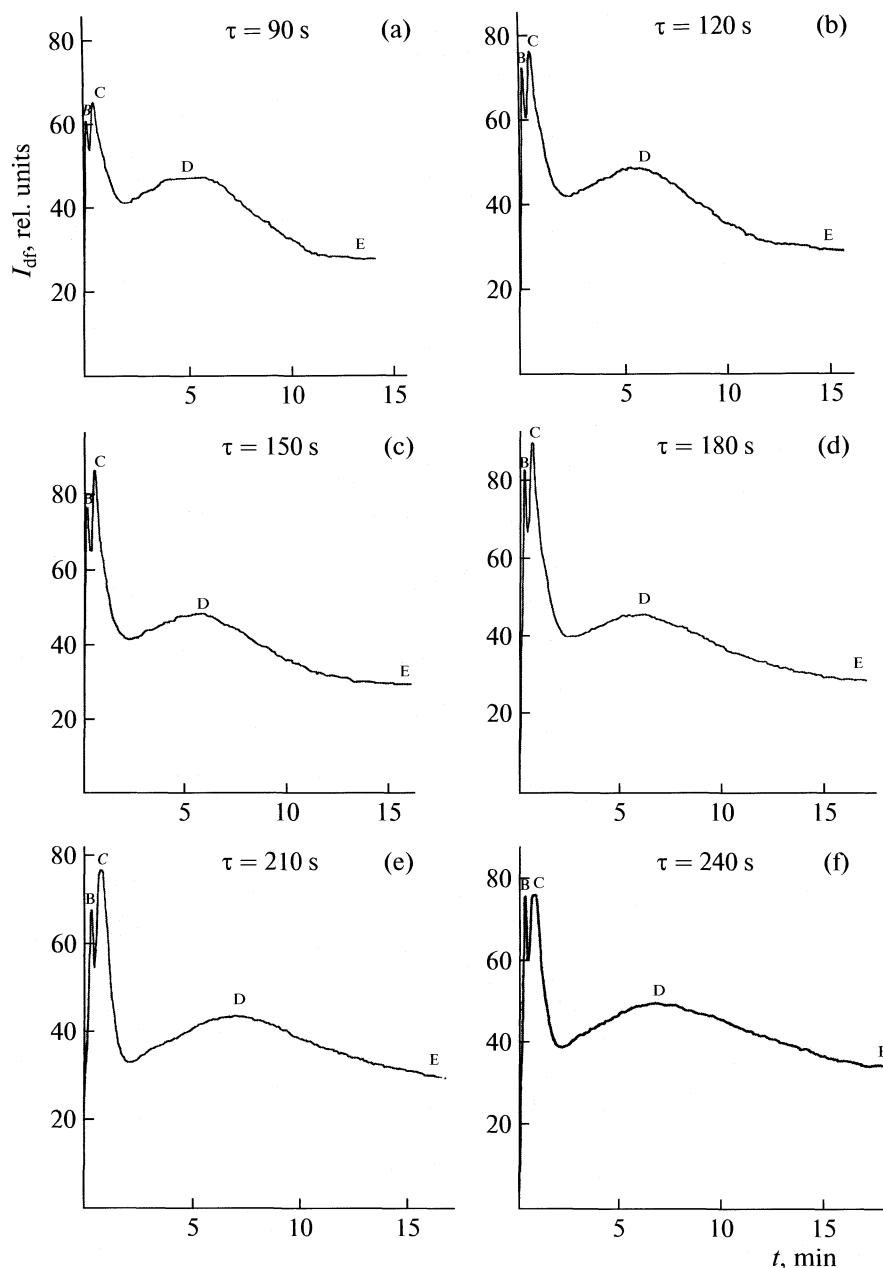 τ = 90 s (a)
80
60
40
20
I_df, rel. units
B
C
D
E
5 10 15
τ = 120 s (b)
80
60
40
20
B
C
D
E
5 10 15
τ = 150 s (c)
80
60
40
20
B
C
D
E
5 10 15
τ = 180 s (d)
80
60
40
20
B
C
D
E
5 10 15
τ = 210 s (e)
80
60
40
20
B
C
D
E
5 10 15
τ = 240 s (f)
80
60
40
20
B
C
D
E
5 10 15
t, min